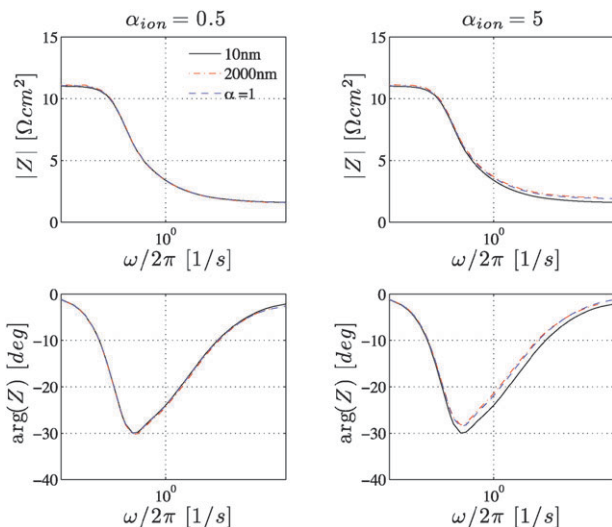 α_ion = 0.5
α_ion = 5
15
10
5
0
|Z| [Ωcm²]
10⁰
ω/2π [1/s]
10nm
2000nm
α =1
15
10
5
0
|Z| [Ωcm²]
10⁰
ω/2π [1/s]
0
−10
−20
−30
−40
arg(Z) [deg]
10⁰
ω/2π [1/s]
0
−10
−20
−30
−40
arg(Z) [deg]
10⁰
ω/2π [1/s]